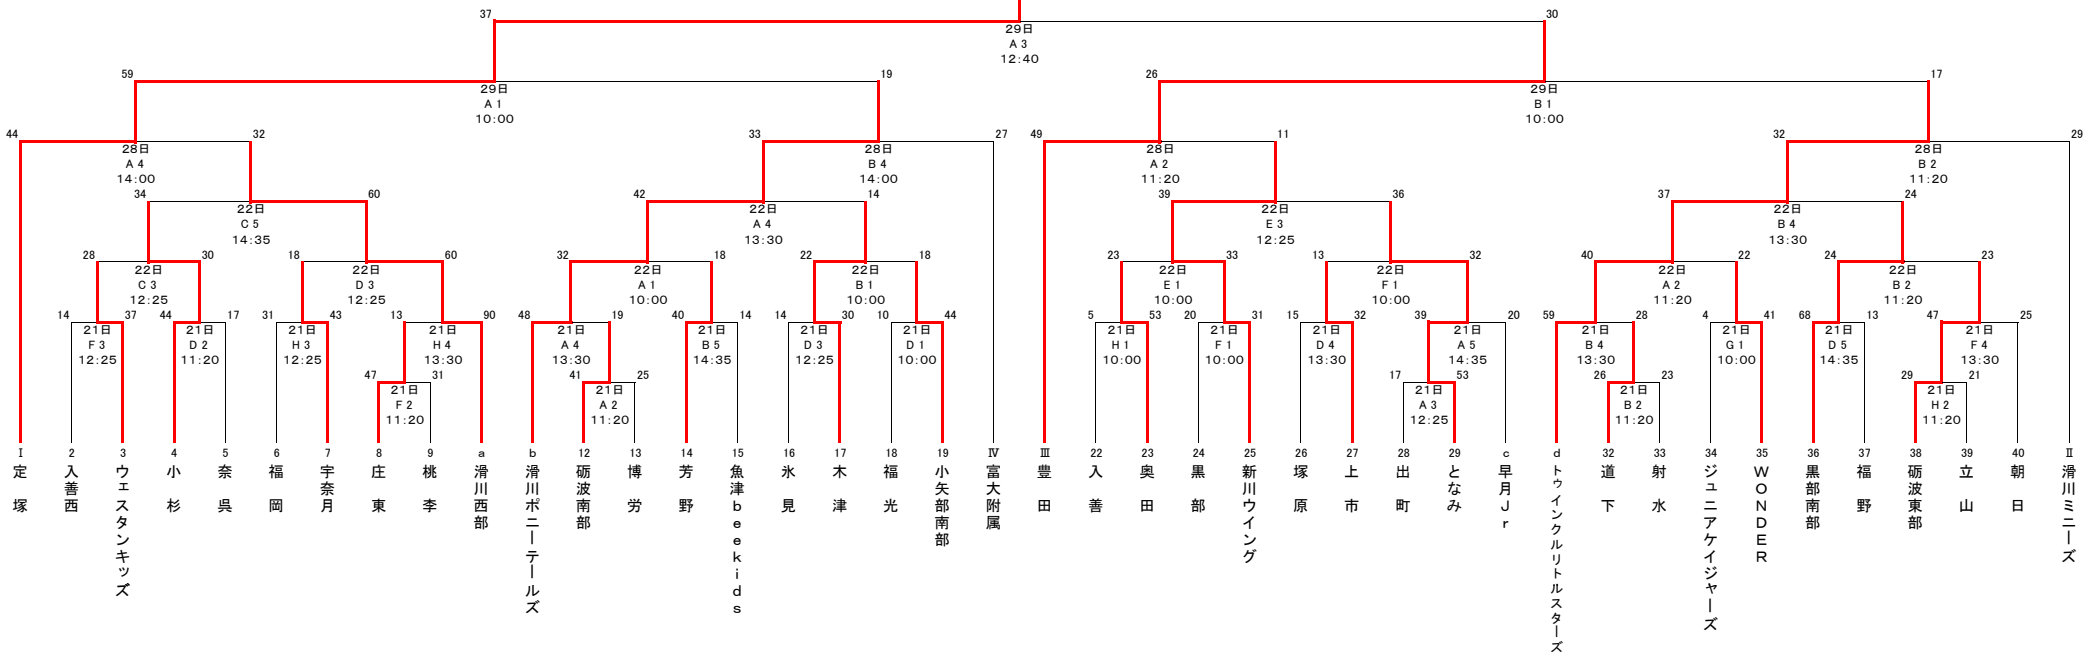 37 30
29日
A 3
12:40
59 19 26 17
29日
A 1
10:00
29日
B 1
10:00
44 32 33 27 49 11 32 29
28日
A 4
14:00
28日
B 4
14:00
28日
A 2
11:20
28日
B 2
11:20
34 60 42 14 39 36 37 24
22日
C 5
14:35
22日
A 4
13:30
22日
E 3
12:25
22日
B 4
13:30
28 30 18 60 32 18 22 18 23 33 13 32 40 22 24 23
22日
C 3
12:25
22日
D 3
12:25
22日
A 1
10:00
22日
B 1
10:00
22日
E 1
10:00
22日
F 1
10:00
22日
A 2
11:20
22日
B 2
11:20
14 37 44 17 31 43 13 90 48 19 40 14 14 30 10 44 5 53 20 31 15 32 39 20 59 28 4 41 68 13 47 25
21日
F 3
12:25
21日
D 2
11:20
21日
H 3
12:25
21日
H 4
13:30
21日
A 4
13:30
21日
B 5
14:35
21日
D 3
12:25
21日
D 1
10:00
21日
H 1
10:00
21日
F 1
10:00
21日
D 4
13:30
21日
A 5
14:35
21日
B 4
13:30
21日
G 1
10:00
21日
D 5
14:35
21日
F 4
13:30
47 31 41 25 17 53 26 23 29 21
21日
F 2
11:20
21日
A 2
11:20
21日
A 3
12:25
21日
B 2
11:20
21日
H 2
11:20
I 定塚
2 入善西
3 ウェスタンキッズ
4 小杉
5 奈呉
6 福岡
7 宇奈月
8 庄東
9 桃李
a 滑川西部
b 滑川ポニーテールズ
12 砺波南部
13 博労
14 芳野
15 魚津beekids
16 氷見
17 木津
18 福光
19 小矢部南部
Ⅳ 富大附属
Ⅲ 豊田
22 入善
23 奥田
24 黒部
25 新川ウイング
26 塚原
27 上市
28 出町
29 となみ
c 早月Jr
d トゥインクルリトルスターズ
32 道下
33 射水
34 ジュニアケイジャーズ
35 WONDER
36 黒部南部
37 福野
38 砺波東部
39 立山
40 朝日
Ⅱ 滑川ミニーズ